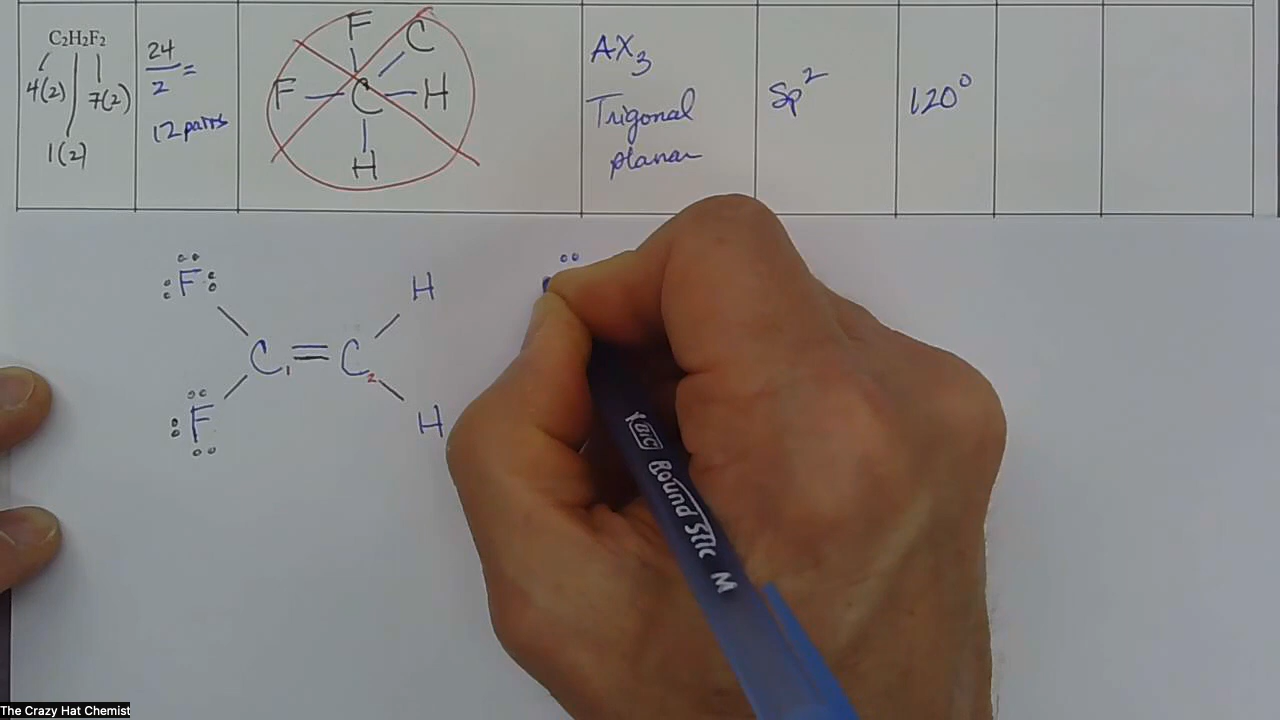 C₂H₂F₂
4(2)
7(2)
1(2)
24
2
=
12 pairs
F
C
F — C — H
H
AX₃
Trigonal
planar
Sp²
120°
F
H
C₁ = C₂
F
H
BIC Round Stic M
The Crazy Hat Chemist